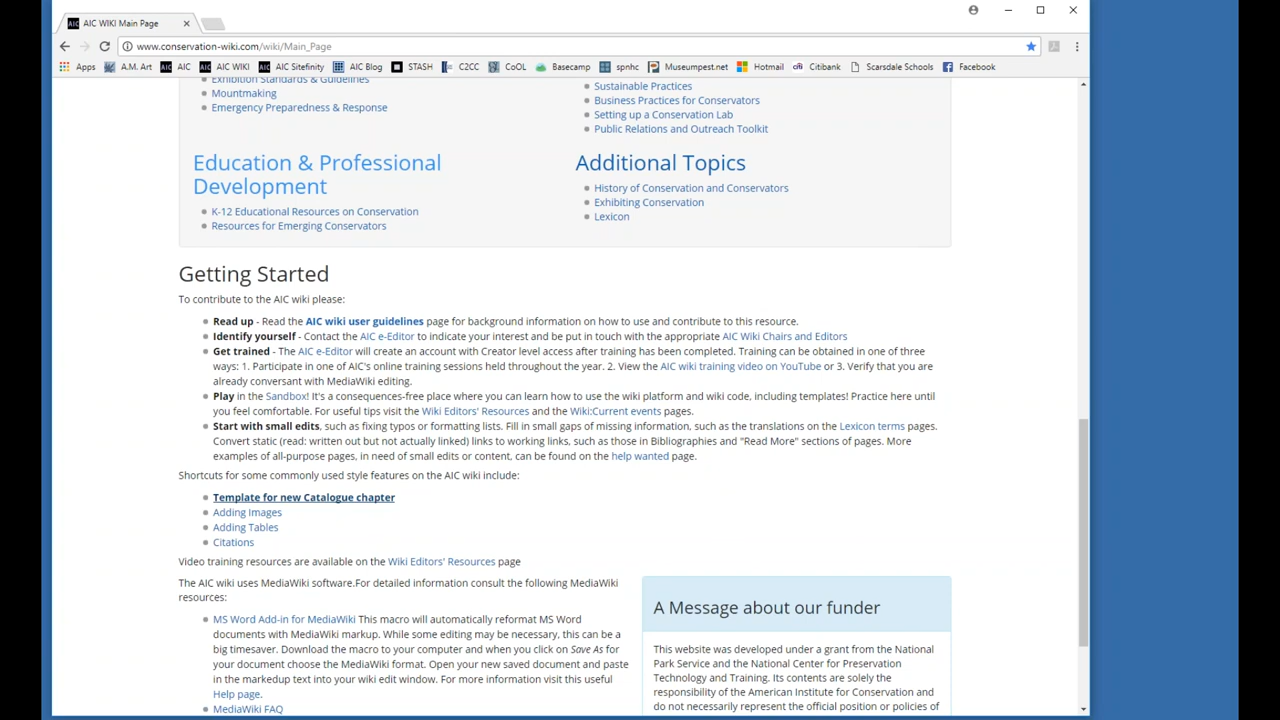 AIC WIKI Main Page
www.conservation-wiki.com/wiki/Main_Page
Apps A.M. Art AIC AIC WIKI AIC Sitefinity AIC Blog STASH C2CC CoOL Basecamp spnhc Museumpest.net Hotmail Citibank Scarsdale Schools Facebook
Exhibition Standards & Guidelines
Mountmaking
Emergency Preparedness & Response
Sustainable Practices
Business Practices for Conservators
Setting up a Conservation Lab
Public Relations and Outreach Toolkit
Education & Professional
Development
K-12 Educational Resources on Conservation
Resources for Emerging Conservators
Additional Topics
History of Conservation and Conservators
Exhibiting Conservation
Lexicon
Getting Started
To contribute to the AIC wiki please:
Read up - Read the AIC wiki user guidelines page for background information on how to use and contribute to this resource.
Identify yourself - Contact the AIC e-Editor to indicate your interest and be put in touch with the appropriate AIC Wiki Chairs and Editors
Get trained - The AIC e-Editor will create an account with Creator level access after training has been completed. Training can be obtained in one of three
ways: 1. Participate in one of AIC's online training sessions held throughout the year. 2. View the AIC wiki training video on YouTube or 3. Verify that you are
already conversant with MediaWiki editing.
Play in the Sandbox! It's a consequences-free place where you can learn how to use the wiki platform and wiki code, including templates! Practice here until
you feel comfortable. For useful tips visit the Wiki Editors' Resources and the Wiki:Current events pages.
Start with small edits, such as fixing typos or formatting lists. Fill in small gaps of missing information, such as the translations on the Lexicon terms pages.
Convert static (read: written out but not actually linked) links to working links, such as those in Bibliographies and "Read More" sections of pages. More
examples of all-purpose pages, in need of small edits or content, can be found on the help wanted page.
Shortcuts for some commonly used style features on the AIC wiki include:
Template for new Catalogue chapter
Adding Images
Adding Tables
Citations
Video training resources are available on the Wiki Editors' Resources page
The AIC wiki uses MediaWiki software.For detailed information consult the following MediaWiki
resources:
MS Word Add-in for MediaWiki This macro will automatically reformat MS Word
documents with MediaWiki markup. While some editing may be necessary, this can be a
big timesaver. Download the macro to your computer and when you click on Save As for
your document choose the MediaWiki format. Open your new saved document and paste
in the markedup text into your wiki edit window. For more information visit this useful
Help page.
MediaWiki FAQ
A Message about our funder
This website was developed under a grant from the National
Park Service and the National Center for Preservation
Technology and Training. Its contents are solely the
responsibility of the American Institute for Conservation and
do not necessarily represent the official position or policies of